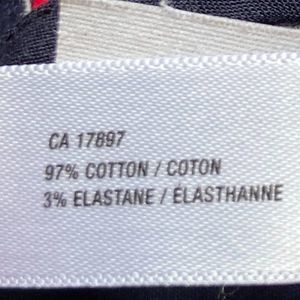 CA 17897
97% COTTON / COTON
3% ELASTANE / ÉLASTHANNE